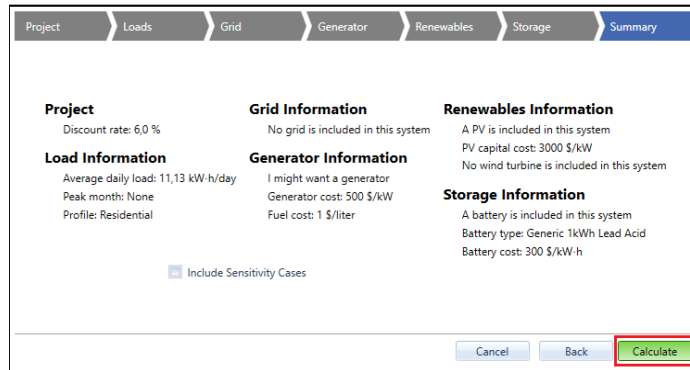 Project Loads Grid Generator Renewables Storage Summary
Project
Discount rate: 6,0 %
Load Information
Average daily load: 11,13 kW·h/day
Peak month: None
Profile: Residential
Grid Information
No grid is included in this system
Generator Information
I might want a generator
Generator cost: 500 $/kW
Fuel cost: 1 $/liter
Renewables Information
A PV is included in this system
PV capital cost: 3000 $/kW
No wind turbine is included in this system
Storage Information
A battery is included in this system
Battery type: Generic 1kWh Lead Acid
Battery cost: 300 $/kW·h
Include Sensitivity Cases
Cancel Back Calculate